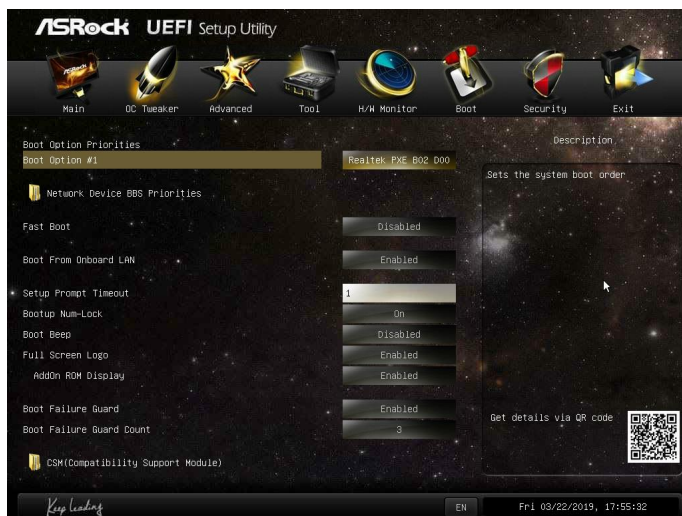 ASRock UEFI Setup Utility
ASRock
Main OC Tweaker Advanced Tool H/W Monitor Boot Security Exit
Boot Option Priorities
Boot Option #1 Realtek PXE B02 D00
Network Device BBS Priorities
Fast Boot Disabled
Boot From Onboard LAN Enabled
Setup Prompt Timeout 1
Bootup Num-Lock On
Boot Beep Disabled
Full Screen Logo Enabled
AddOn ROM Display Enabled
Boot Failure Guard Enabled
Boot Failure Guard Count 3
CSM(Compatibility Support Module)
Description
Sets the system boot order
Get details via QR code
Keep Leading
EN
Fri 03/22/2019, 17:55:32